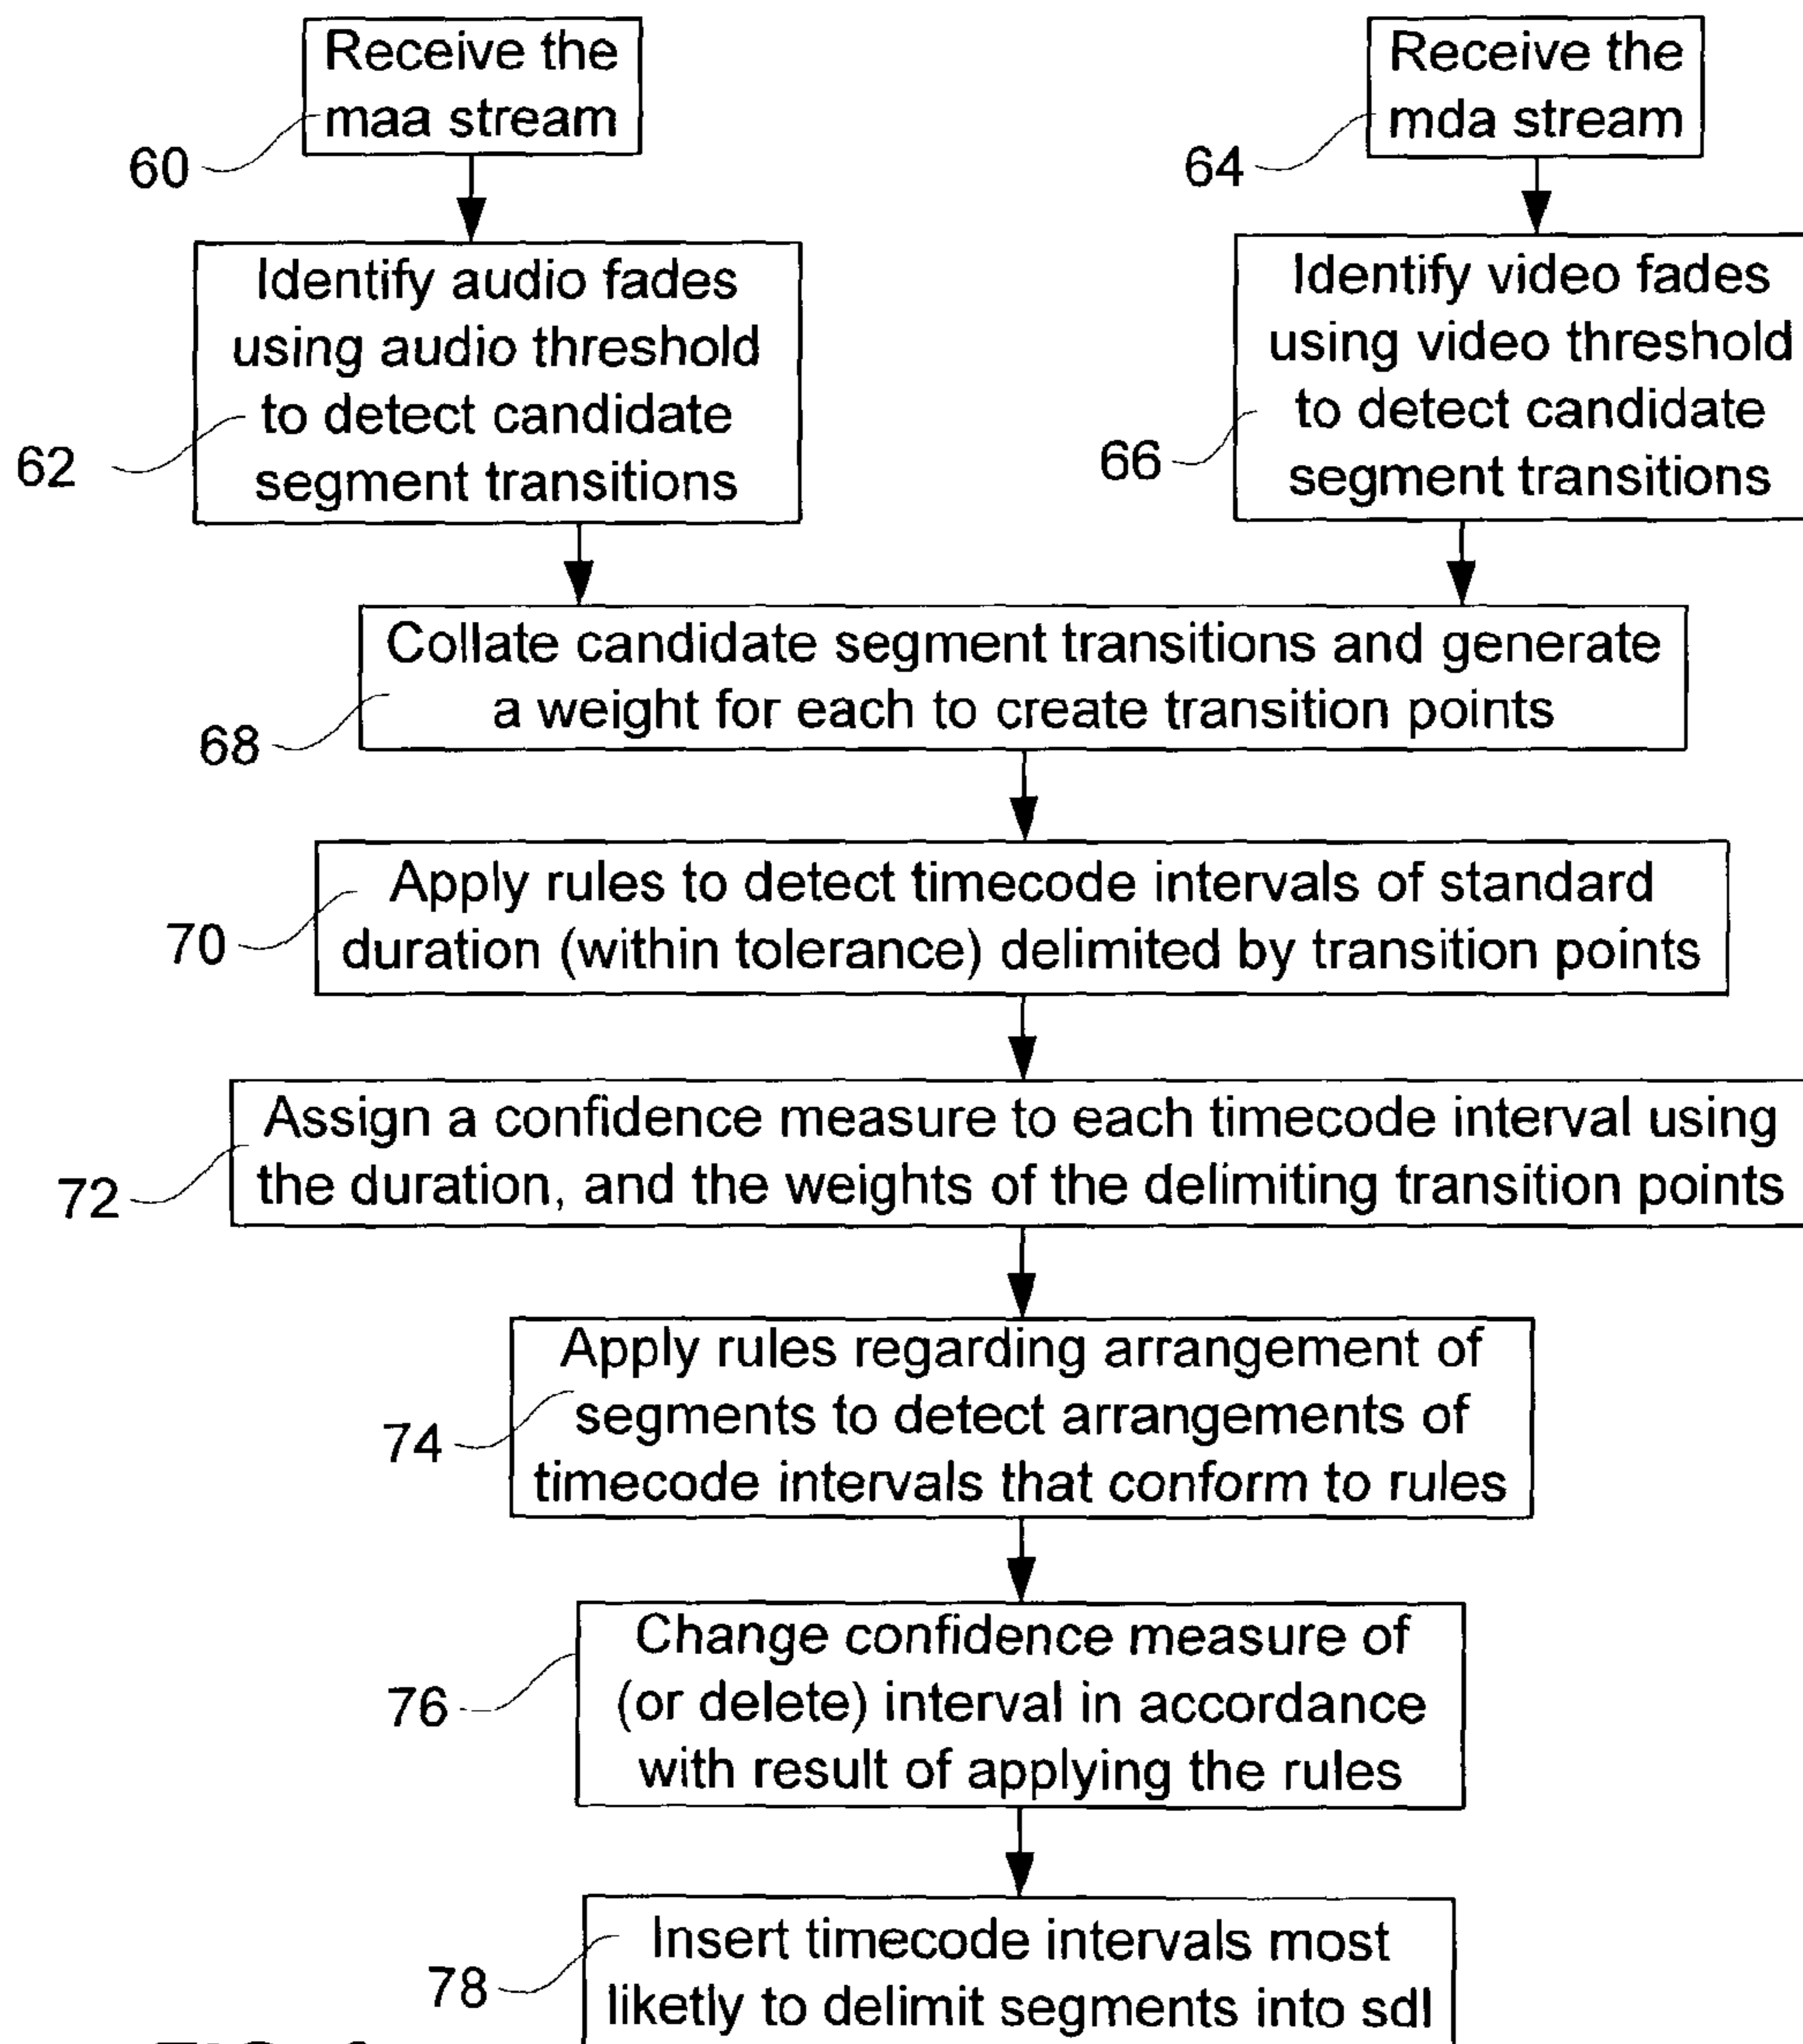 Receive the
maa stream
60
Receive the
mda stream
64
Identify audio fades
using audio threshold
to detect candidate
segment transitions
62
Identify video fades
using video threshold
to detect candidate
segment transitions
66
Collate candidate segment transitions and generate
a weight for each to create transition points
68
Apply rules to detect timecode intervals of standard
duration (within tolerance) delimited by transition points
70
Assign a confidence measure to each timecode interval using
the duration, and the weights of the delimiting transition points
72
Apply rules regarding arrangement of
segments to detect arrangements of
timecode intervals that conform to rules
74
Change confidence measure of
(or delete) interval in accordance
with result of applying the rules
76
Insert timecode intervals most
liketly to delimit segments into sdl
78